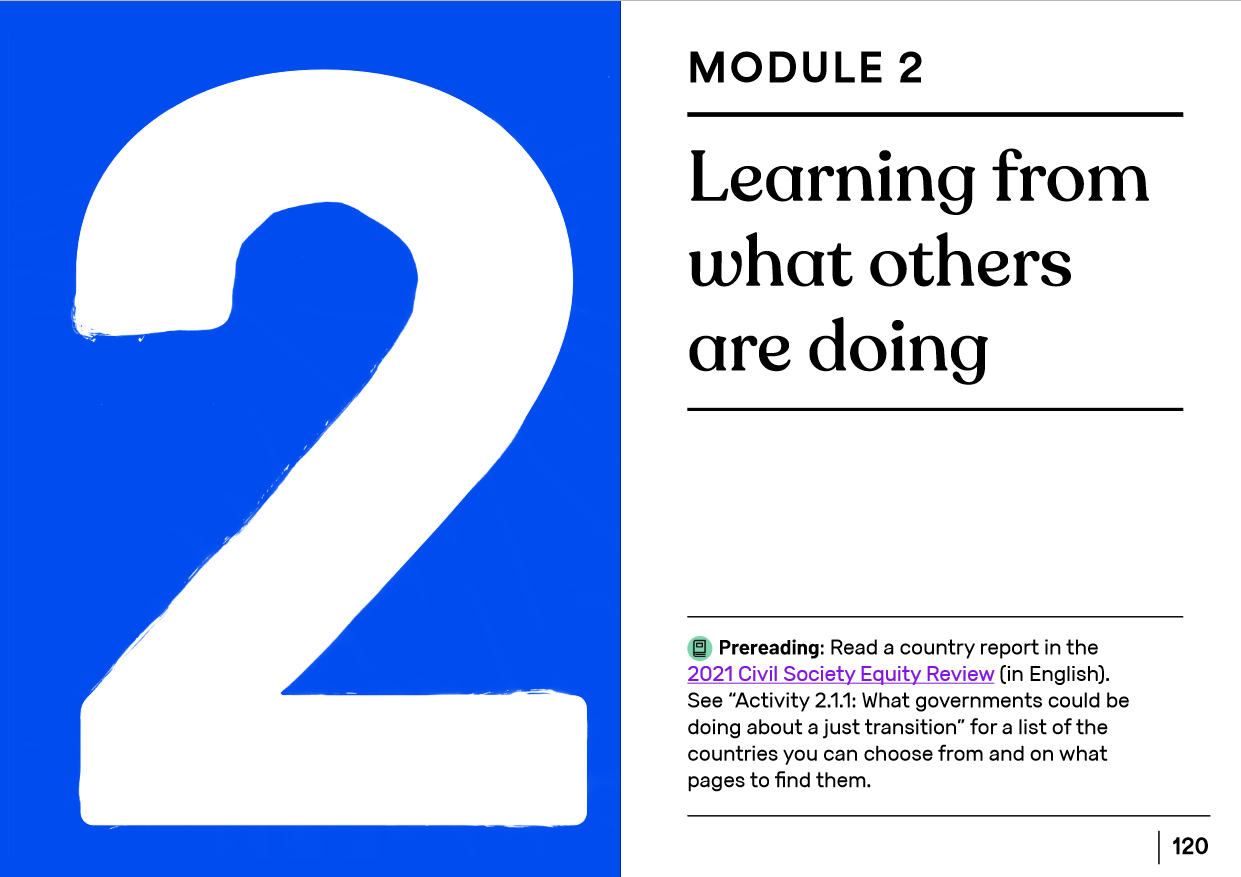 2
MODULE 2
Learning from
what others
are doing
Prereading: Read a country report in the
2021 Civil Society Equity Review (in English).
See “Activity 2.1.1: What governments could be
doing about a just transition” for a list of the
countries you can choose from and on what
pages to find them.
120